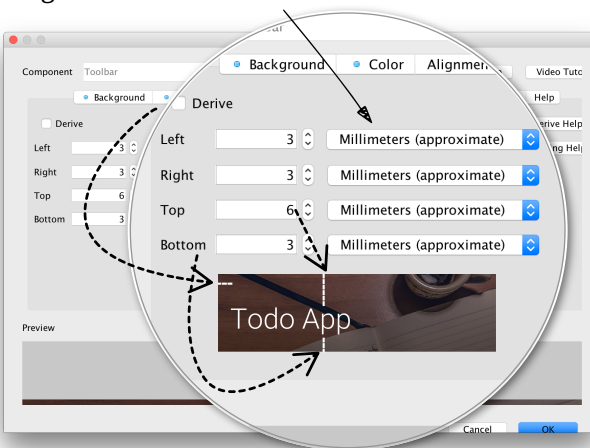 Component Toolbar
Background Color Alignmen
Video Tuto
Background
Help
Derive
Derive
erive Help
Left 3 Millimeters (approximate)
Left 3
ng Help
Right 3 Millimeters (approximate)
Right 3
Top 6 Millimeters (approximate)
Top 6
Bottom 3 Millimeters (approximate)
Bottom 3
Todo App
Preview
Cancel OK